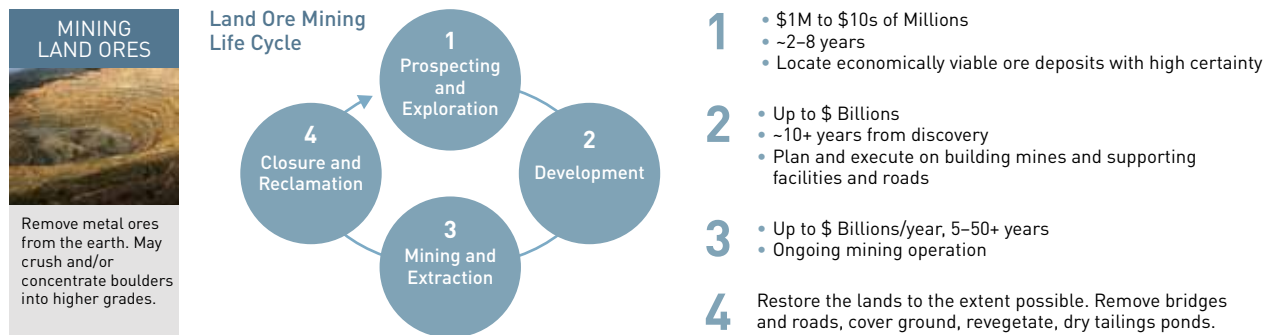 MINING
LAND ORES
Remove metal ores
from the earth. May
crush and/or
concentrate boulders
into higher grades.
Land Ore Mining
Life Cycle
1
Prospecting
and
Exploration
2
Development
3
Mining and
Extraction
4
Closure and
Reclamation
1
• $1M to $10s of Millions
• ~2–8 years
• Locate economically viable ore deposits with high certainty
2
• Up to $ Billions
• ~10+ years from discovery
• Plan and execute on building mines and supporting
facilities and roads
3
• Up to $ Billions/year, 5–50+ years
• Ongoing mining operation
4
Restore the lands to the extent possible. Remove bridges
and roads, cover ground, revegetate, dry tailings ponds.